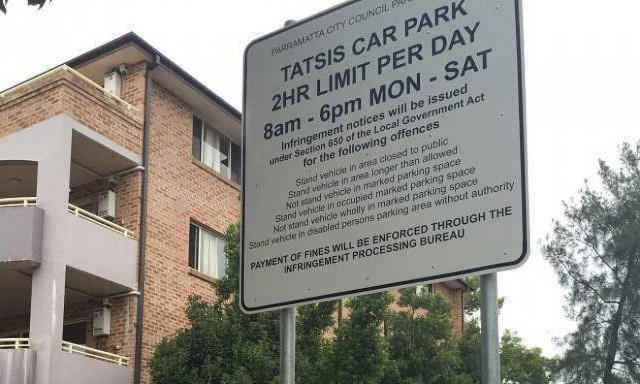 PARRAMATTA CITY COUNCIL
TATSIS CAR PARK
2HR LIMIT PER DAY
8am - 6pm MON - SAT
Infringement notices will be issued
under Section 650 of the Local Government Act
for the following offences
Stand vehicle in area closed to public
Stand vehicle in area longer than allowed
Not stand vehicle in marked parking space
Stand vehicle in occupied marked parking space
Not stand vehicle wholly in marked parking space
Stand vehicle in disabled persons parking area without authority
PAYMENT OF FINES WILL BE ENFORCED THROUGH THE
INFRINGEMENT PROCESSING BUREAU